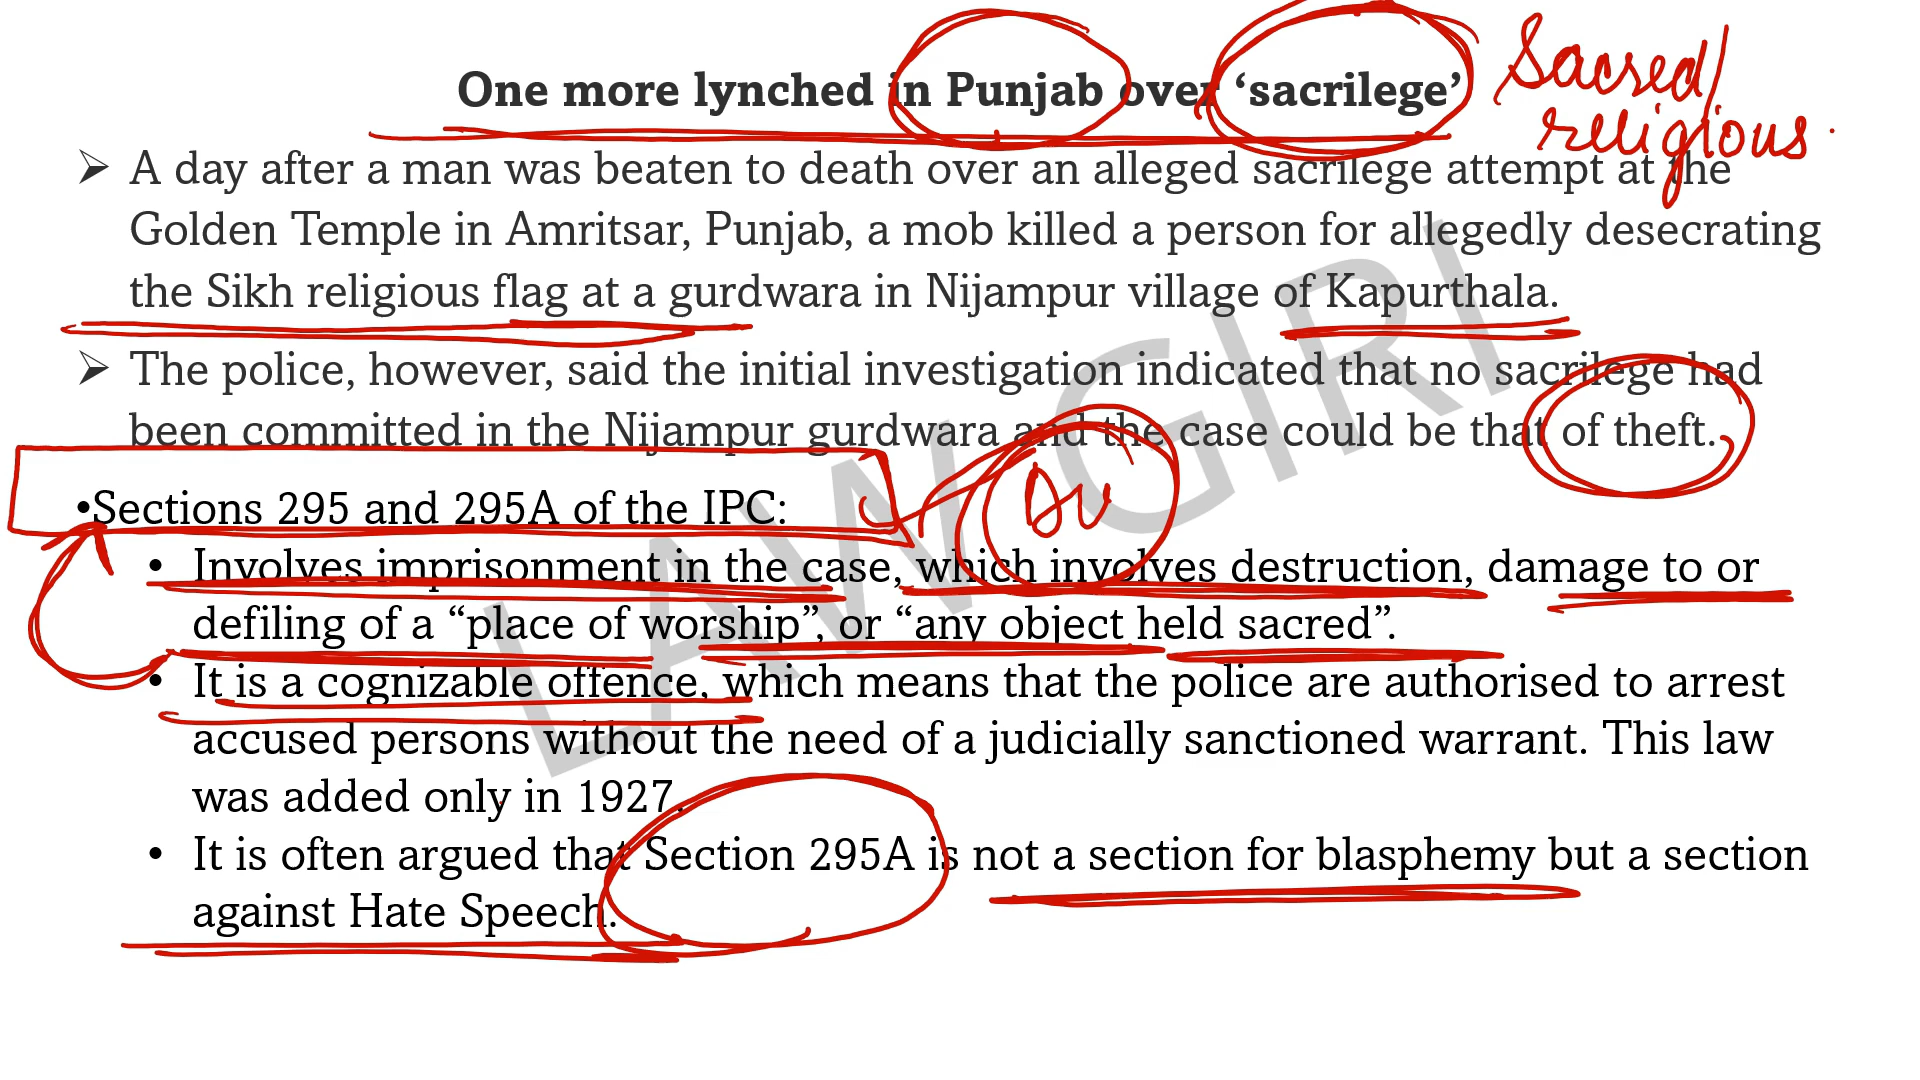 One more lynched in Punjab over ‘sacrilege’
Sacred/
religious
➢ A day after a man was beaten to death over an alleged sacrilege attempt at the
Golden Temple in Amritsar, Punjab, a mob killed a person for allegedly desecrating
the Sikh religious flag at a gurdwara in Nijampur village of Kapurthala.
➢ The police, however, said the initial investigation indicated that no sacrilege had
been committed in the Nijampur gurdwara and the case could be that of theft.
•Sections 295 and 295A of the IPC:
• Involves imprisonment in the case, which involves destruction, damage to or
defiling of a “place of worship”, or “any object held sacred”.
• It is a cognizable offence, which means that the police are authorised to arrest
accused persons without the need of a judicially sanctioned warrant. This law
was added only in 1927.
• It is often argued that Section 295A is not a section for blasphemy but a section
against Hate Speech.
LAW GIRI